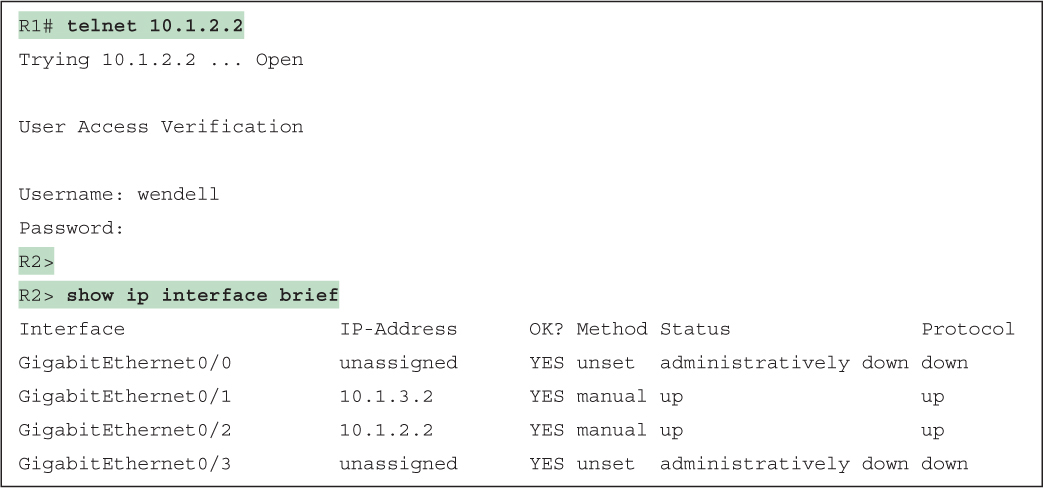 R1# telnet 10.1.2.2
Trying 10.1.2.2 ... Open
User Access Verification
Username: wendell
Password:
R2>
R2> show ip interface brief
Interface                  IP-Address      OK? Method Status                Protocol
GigabitEthernet0/0         unassigned      YES unset  administratively down down
GigabitEthernet0/1         10.1.3.2        YES manual up                    up
GigabitEthernet0/2         10.1.2.2        YES manual up                    up
GigabitEthernet0/3         unassigned      YES unset  administratively down down